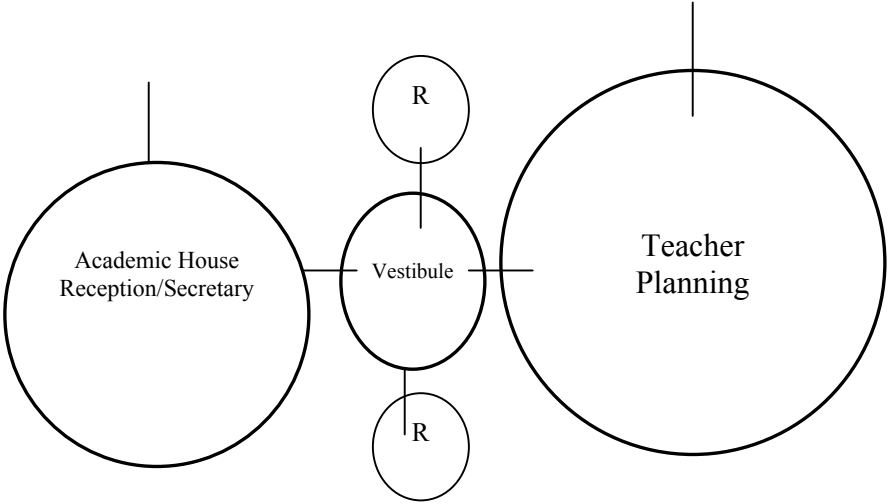 R
Academic House
Reception/Secretary
Vestibule
Teacher
Planning
R